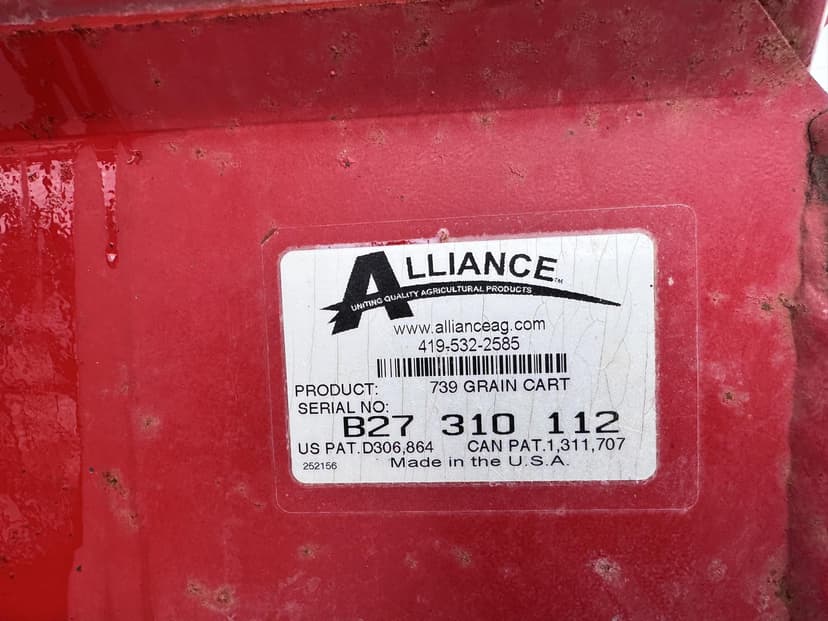 ALLIANCE™
UNITING QUALITY AGRICULTURAL PRODUCTS
www.allianceag.com
419-532-2585
PRODUCT: 739 GRAIN CART
SERIAL NO:
B27 310 112
US PAT.D306,864 CAN PAT.1,311,707
252156 Made in the U.S.A.